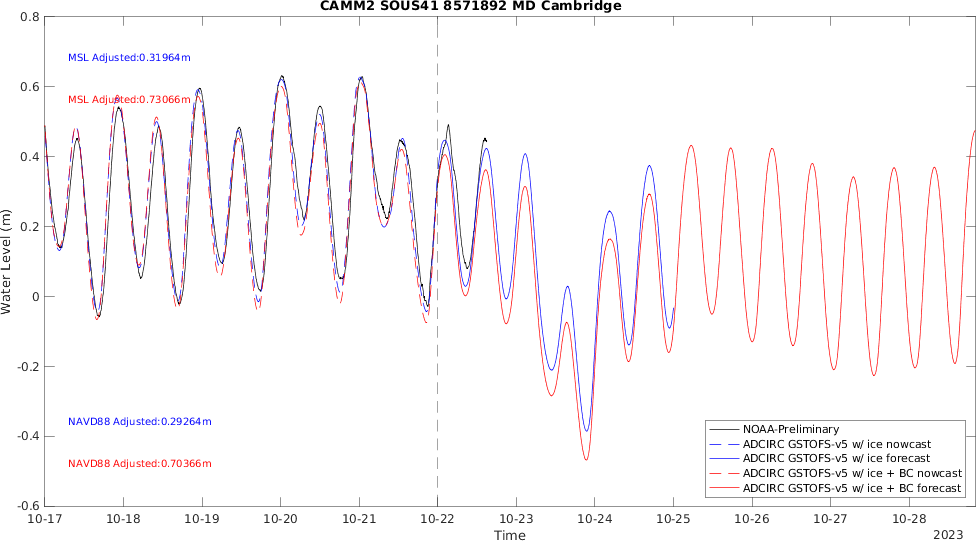 CAMM2 SOUS41 8571892 MD Cambridge
0.8
MSL Adjusted:0.31964m
0.6
MSL Adjusted:0.73066m
0.4
0.2
Water Level (m)
0
-0.2
NAVD88 Adjusted:0.29264m
-0.4
NAVD88 Adjusted:0.70366m
-0.6
NOAA-Preliminary
ADCIRC GSTOFS-v5 w/ ice nowcast
ADCIRC GSTOFS-v5 w/ ice forecast
ADCIRC GSTOFS-v5 w/ ice + BC nowcast
ADCIRC GSTOFS-v5 w/ ice + BC forecast
10-17 10-18 10-19 10-20 10-21 10-22 10-23 10-24 10-25 10-26 10-27 10-28
Time
2023